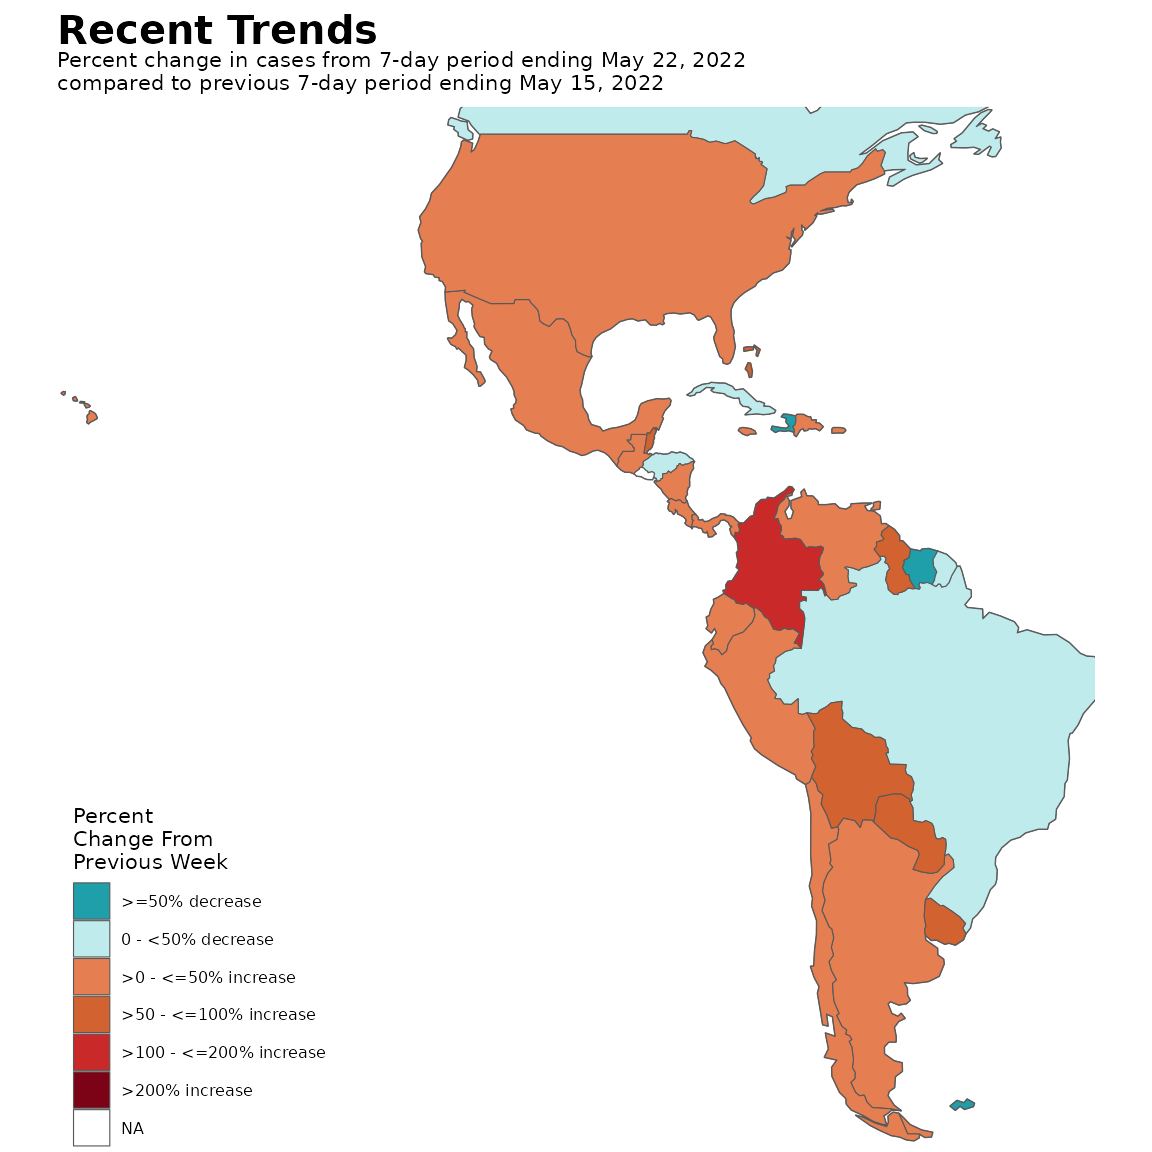 Recent Trends
Percent change in cases from 7-day period ending May 22, 2022
compared to previous 7-day period ending May 15, 2022
Percent
Change From
Previous Week
>=50% decrease
0 - <50% decrease
>0 - <=50% increase
>50 - <=100% increase
>100 - <=200% increase
>200% increase
NA